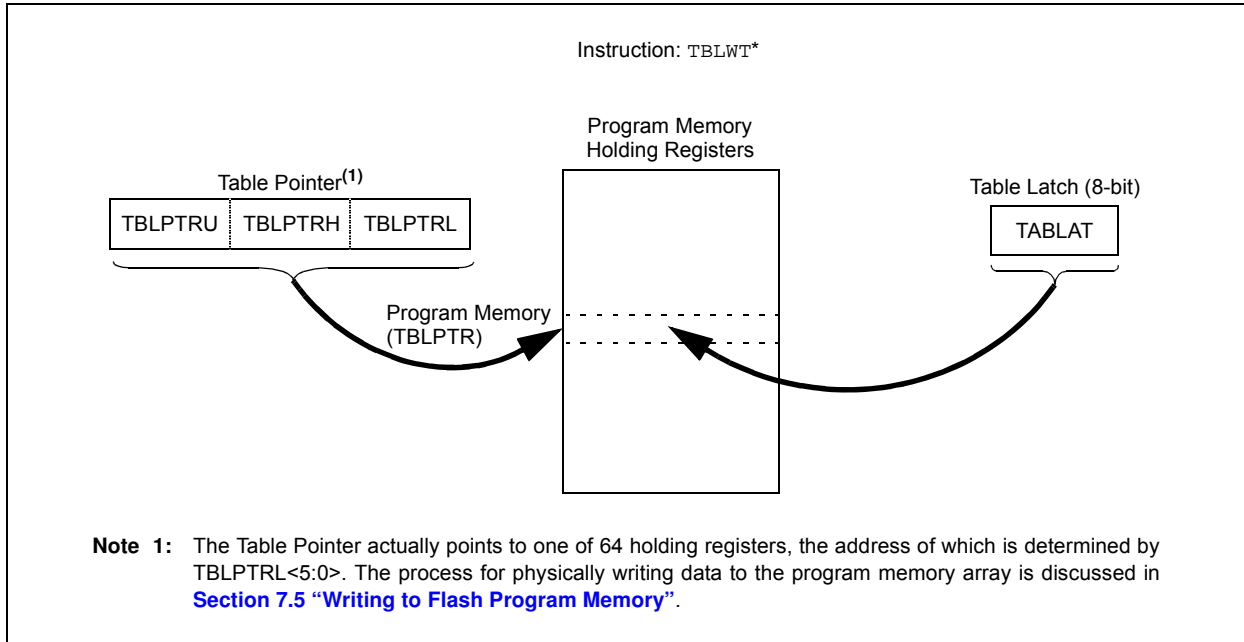 Instruction: TBLWT*
Program Memory
Holding Registers
Table Pointer(1)
Table Latch (8-bit)
TBLPTRU TBLPTRH TBLPTRL
TABLAT
Program Memory
(TBLPTR)
Note 1: The Table Pointer actually points to one of 64 holding registers, the address of which is determined by
TBLPTRL<5:0>. The process for physically writing data to the program memory array is discussed in
Section 7.5 “Writing to Flash Program Memory”.